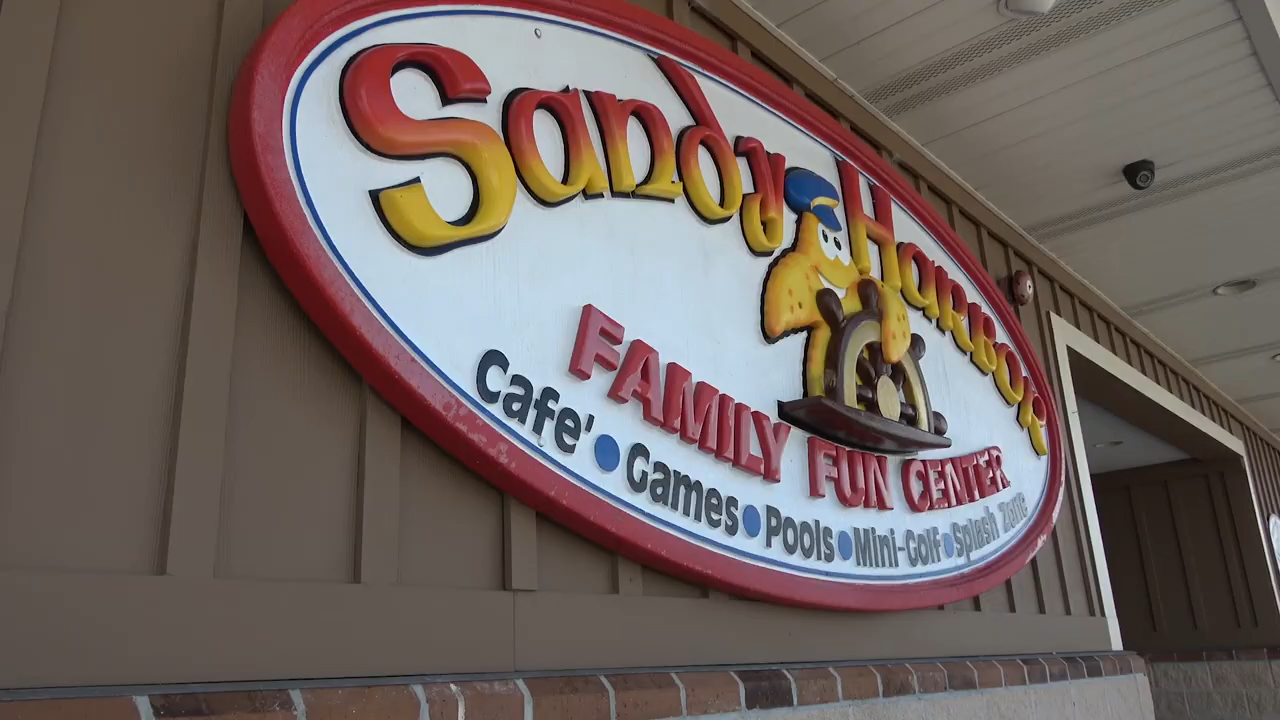 Sandy Harbor
FAMILY FUN CENTER
Cafe' • Games • Pools • Mini-Golf • Splash Zone